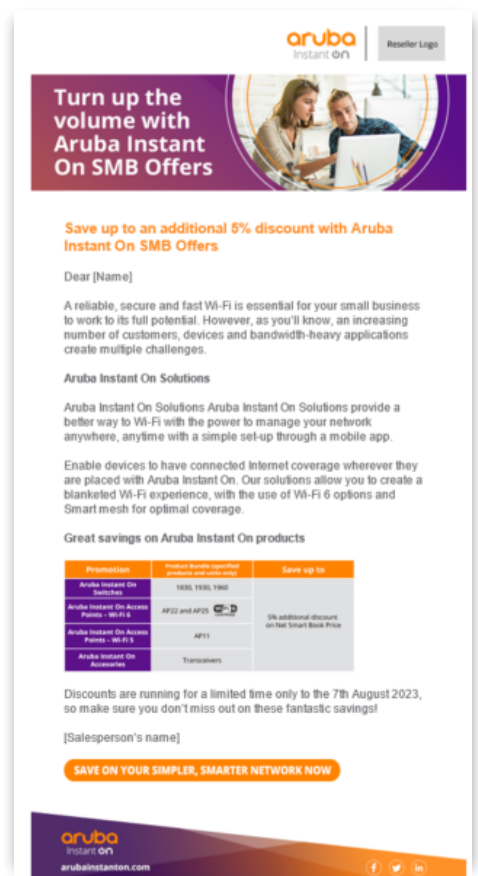 aruba
instant on
Reseller Logo
Turn up the
volume with
Aruba Instant
On SMB Offers
Save up to an additional 5% discount with Aruba
Instant On SMB Offers
Dear [Name]
A reliable, secure and fast Wi-Fi is essential for your small business
to work to its full potential. However, as you'll know, an increasing
number of customers, devices and bandwidth-heavy applications
create multiple challenges.
Aruba Instant On Solutions
Aruba Instant On Solutions Aruba Instant On Solutions provide a
better way to Wi-Fi with the power to manage your network
anywhere, anytime with a simple set-up through a mobile app.
Enable devices to have connected Internet coverage wherever they
are placed with Aruba Instant On. Our solutions allow you to create a
blanketed Wi-Fi experience, with the use of Wi-Fi 6 options and
Smart mesh for optimal coverage.
Great savings on Aruba Instant On products
Promotion
Product Bundle (specified
products and units only)
Save up to
Aruba Instant On
Switches
1930, 1960
Aruba Instant On Access
Points - Wi-Fi 6
AP22 and AP25
5% additional discount
on Net Smart Book Price
Aruba Instant On Access
Points - Wi-Fi 5
AP11
Aruba Instant On
Accesories
Transceivers
Discounts are running for a limited time only to the 7th August 2023,
so make sure you don't miss out on these fantastic savings!
[Salesperson's name]
SAVE ON YOUR SIMPLER, SMARTER NETWORK NOW
aruba
instant on
arubainstanton.com